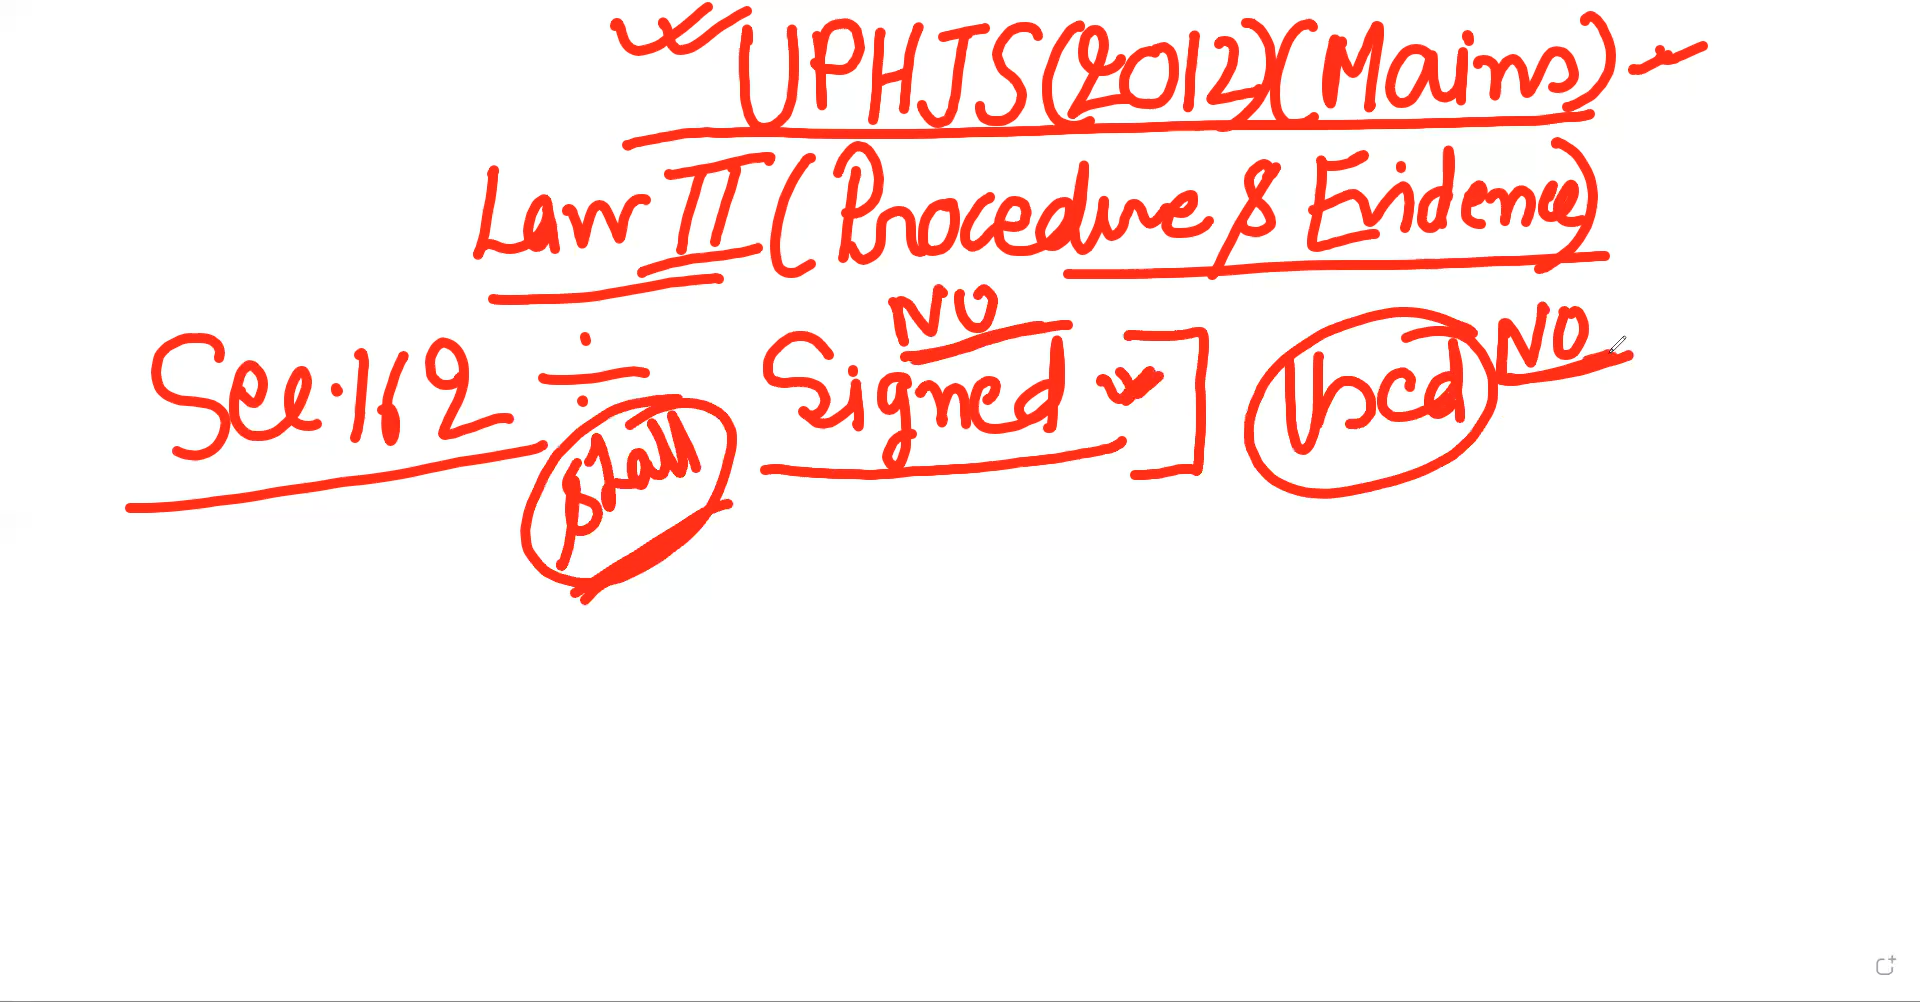 UPHJS (2012) (Mains) -
Law II (Procedure & Evidence)
NO
Sec. 162 ÷ Signed ] Used NO
shall